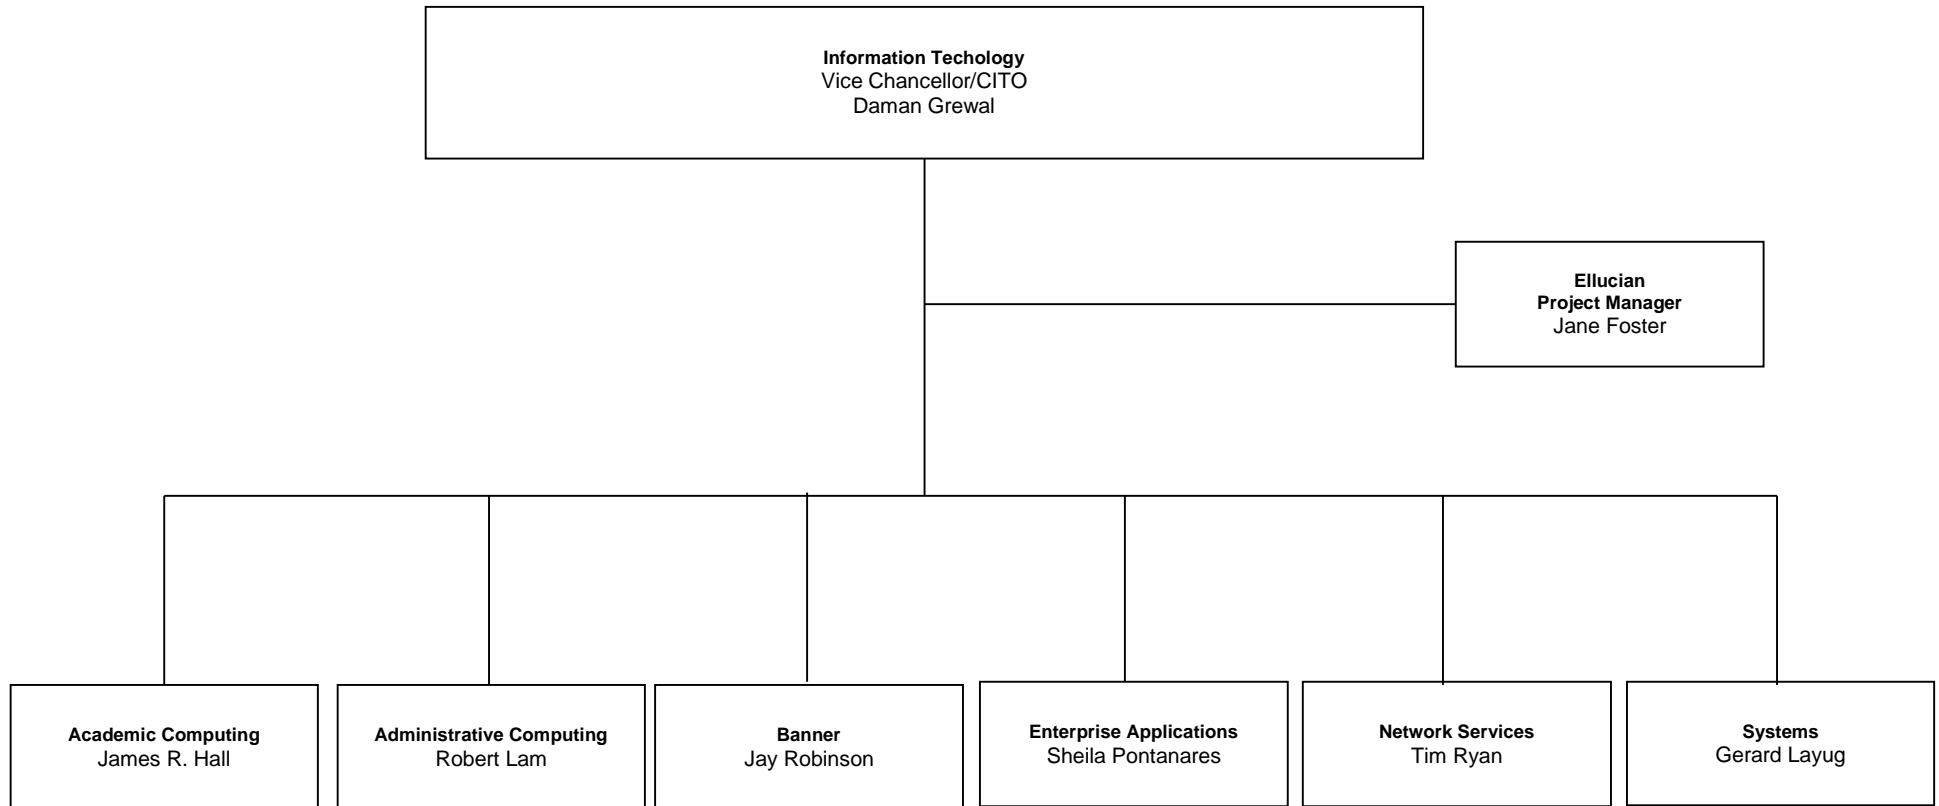 Information Techology
Vice Chancellor/CITO
Daman Grewal
Ellucian
Project Manager
Jane Foster
Academic Computing
James R. Hall
Administrative Computing
Robert Lam
Banner
Jay Robinson
Enterprise Applications
Sheila Pontanares
Network Services
Tim Ryan
Systems
Gerard Layug